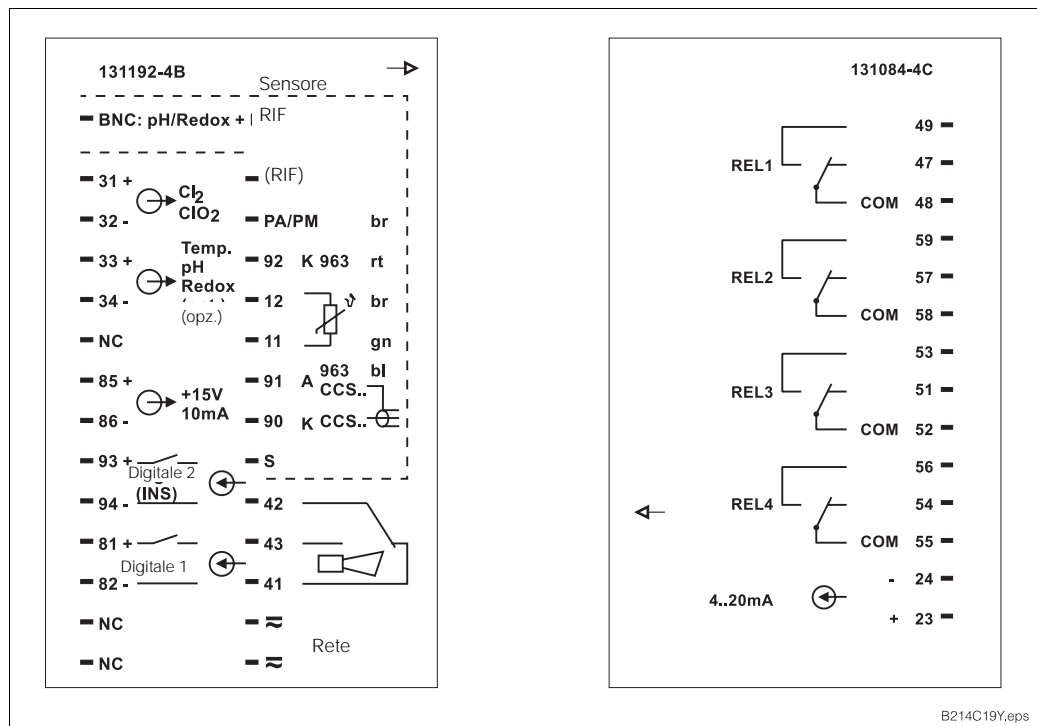 131192-4B
Sensore
BNC: pH/Redox +
RIF
31 +
Cl2
ClO2
(RIF)
32 -
PA/PM br
33 +
Temp.
pH
Redox
(opz.)
92 K 963 rt
34 -
12 ϑ br
NC
11 gn
85 +
+15V
10mA
91 A 963 bl
CCS..
86 -
90 K CCS..
93 +
Digitale 2
(INS)
S
94 -
42
81 +
Digitale 1
43
82 -
41
NC
NC
Rete
131084-4C
49
REL1
47
COM 48
59
REL2
57
COM 58
53
REL3
51
COM 52
56
REL4
54
COM 55
- 24
4..20mA
+ 23
B214C19Y.eps